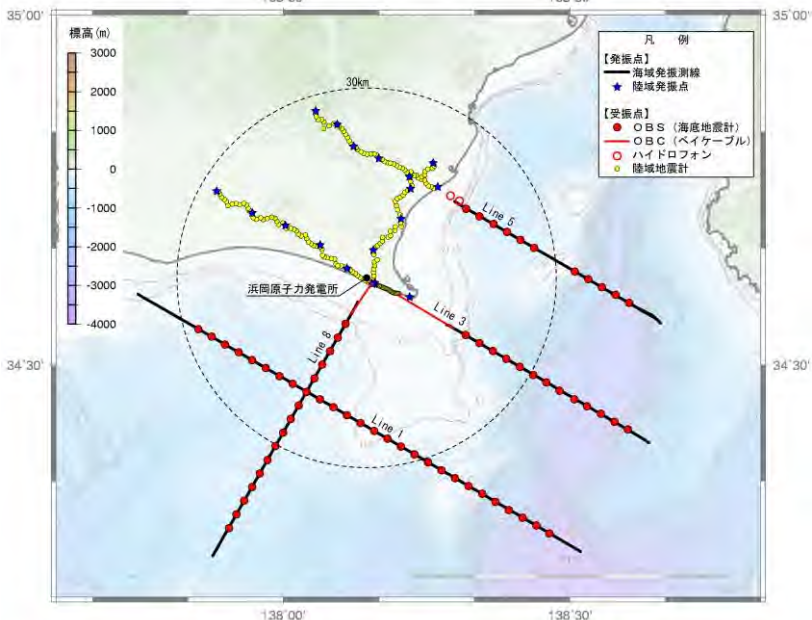 35°00'
標高(m)
3000
2000
1000
0
-1000
-2000
-3000
-4000
30km
凡 例
【発振点】
海域発振測線
陸域発振点
【受振点】
OBS (海底地震計)
OBC (ベイケーブル)
ハイドロフォン
陸域地震計
Line 5
浜岡原子力発電所
Line 3
Line 8
34°30'
34°30'
Line 1
138°00'
138°30'